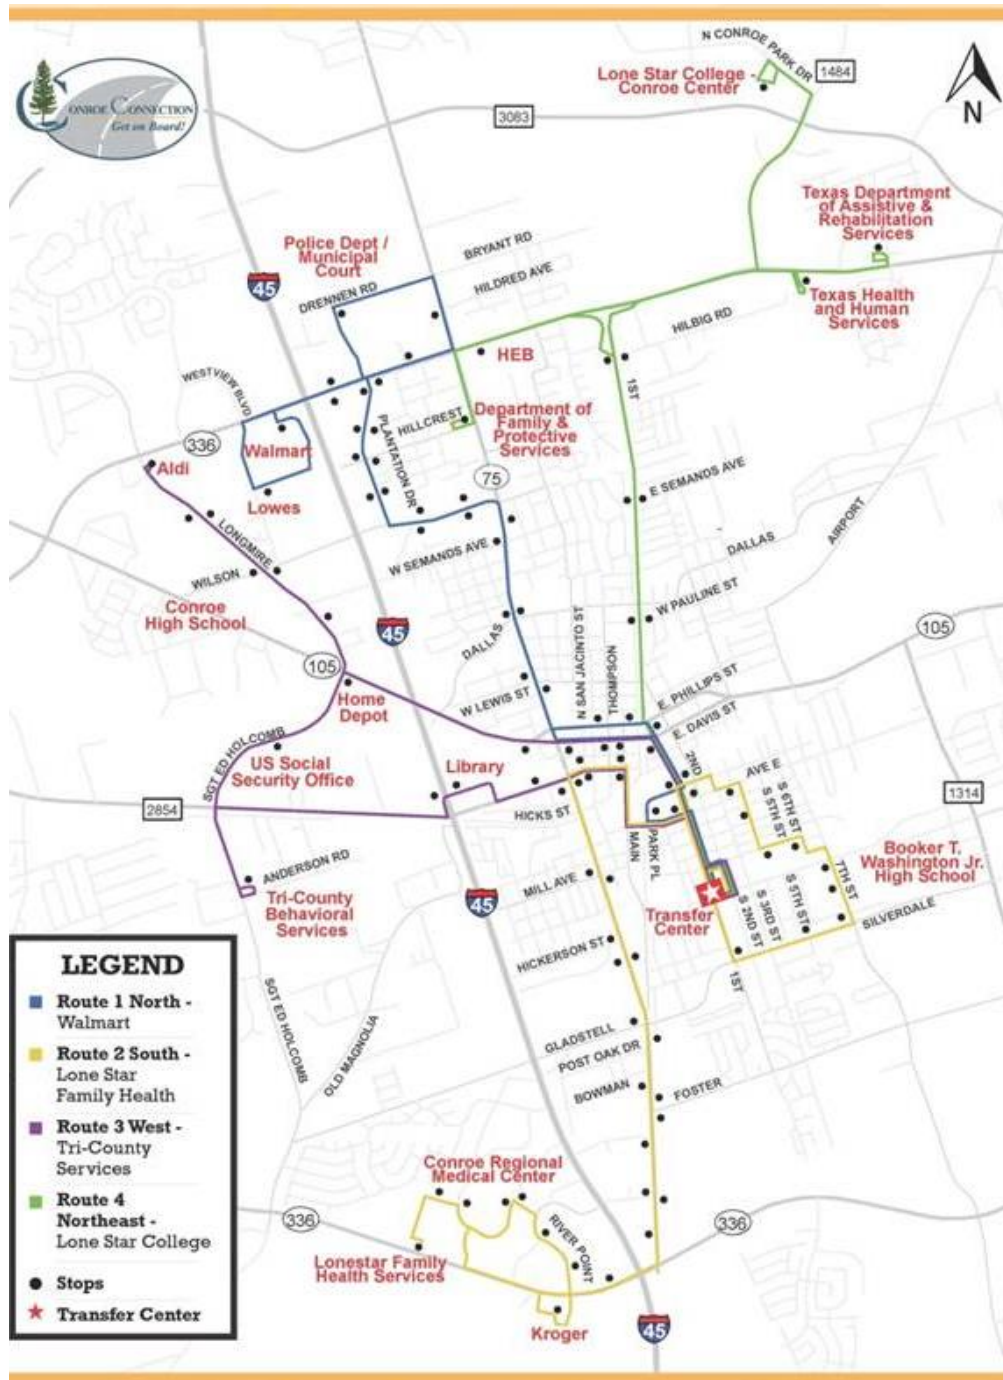 N CONROE PARK DR
1484
Lone Star College -
Conroe Center
N
CONROE CONNECTION
Get on Board!
3083
Texas Department
of Assistive &
Rehabilitation
Services
Police Dept /
Municipal
Court
BRYANT RD
HILDRED AVE
45
DRENNEN RD
Texas Health
and Human
Services
HILBIG RD
HEB
1ST
WESTVIEW BLVD
HILLCREST
Department of
Family &
Protective
Services
PLANTATION DR
336
Walmart
Aldi
75
E SEMANDS AVE
Lowes
LONGMIRE
AIRPORT
DALLAS
W SEMANDS AVE
WILSON
W PAULINE ST
Conroe
High School
N SAN JACINTO ST
THOMPSON
45
105
DALLAS
105
E. PHILLIPS ST
Home
Depot
W LEWIS ST
E. DAVIS ST
SGT ED HOLCOMB
US Social
Security Office
Library
2ND
AVE E
S 6TH ST
S 5TH ST
1314
2854
HICKS ST
MAIN
PARK PL
ANDERSON RD
Booker T.
Washington Jr.
High School
MILL AVE
7TH ST
Tri-County
Behavioral
Services
45
Transfer
Center
S 2ND ST
S 3RD ST
S 5TH ST
SILVERDALE
HICKERSON ST
1ST
SGT ED HOLCOMB
OLD MAGNOLIA
GLADSTELL
POST OAK DR
BOWMAN
FOSTER
Conroe Regional
Medical Center
336
RIVER POINT
336
Lonestar Family
Health Services
Kroger
45
LEGEND
Route 1 North -
Walmart
Route 2 South -
Lone Star
Family Health
Route 3 West -
Tri-County
Services
Route 4
Northeast -
Lone Star College
Stops
Transfer Center